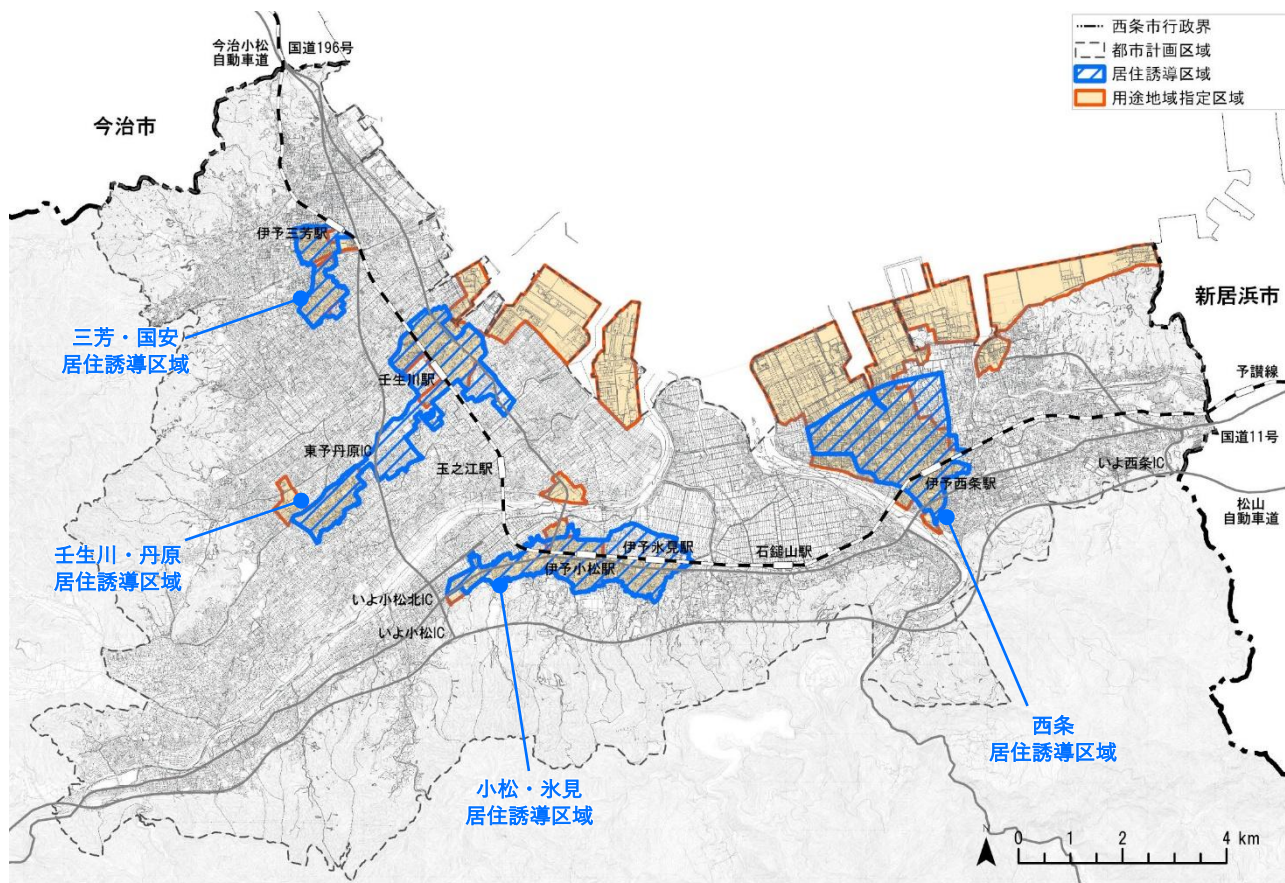 西条市行政界
都市計画区域
居住誘導区域
用途地域指定区域
今治小松
自動車道
国道196号
今治市
伊予三芳駅
新居浜市
三芳・国安
居住誘導区域
壬生川駅
予讃線
国道11号
東予丹原IC
玉之江駅
いよ西条IC
伊予西条駅
松山
自動車道
壬生川・丹原
居住誘導区域
伊予氷見駅
石鎚山駅
伊予小松駅
いよ小松北IC
いよ小松IC
西条
居住誘導区域
小松・氷見
居住誘導区域
N
0 1 2 4 km